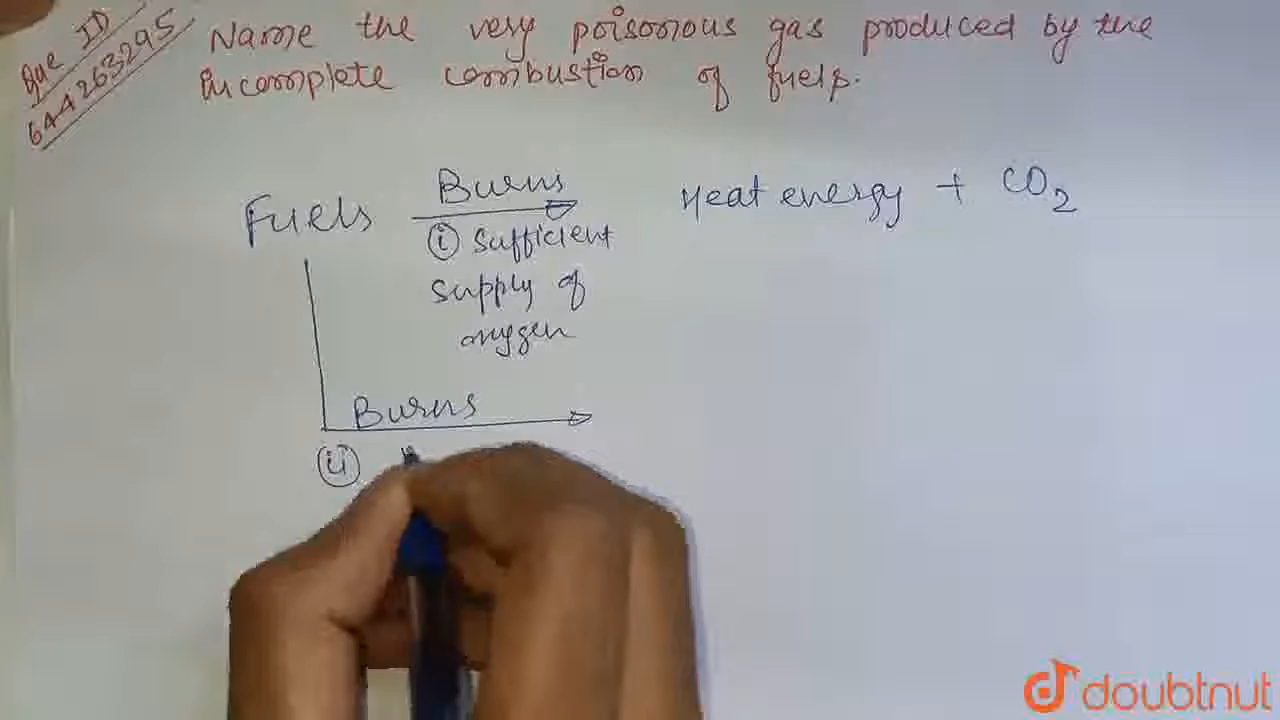 Que ID
644263295
Name the very poisonous gas produced by the
incomplete combustion of fuels.
Fuels
Burns
Heat energy + CO2
(i) Sufficient
supply of
oxygen
Burns
(ii)
doubtnut